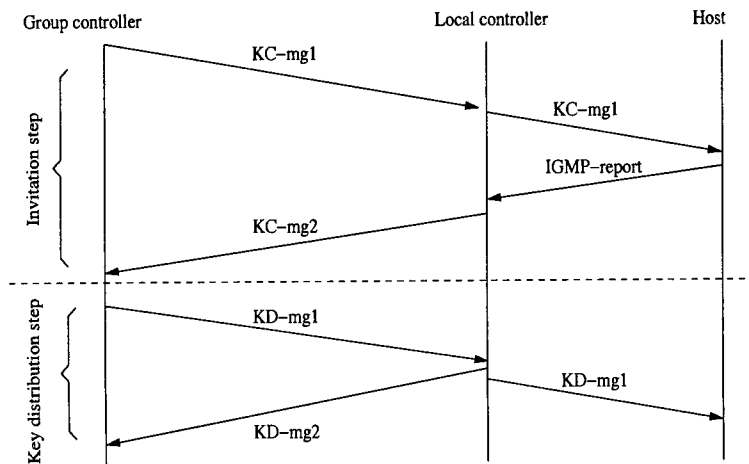 Group controller
Local controller
Host
KC-mg1
KC-mg1
IGMP-report
KC-mg2
Invitation step
KD-mg1
KD-mg1
KD-mg2
Key distribution step